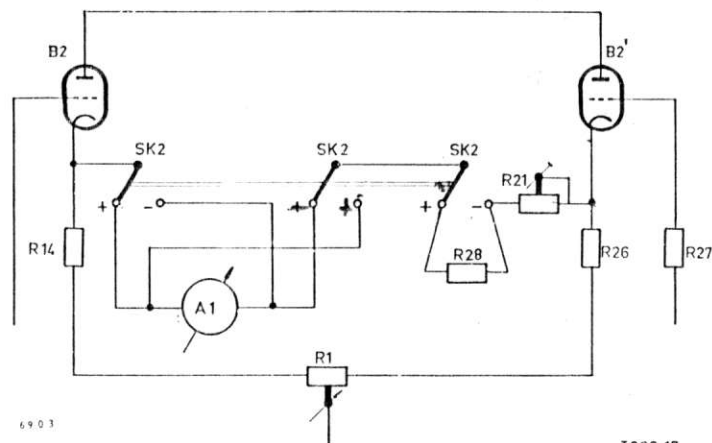 B2
B2'
SK2
SK2
SK2
R21
+
-
+
-
R14
R28
R26
R27
A1
R1
6903